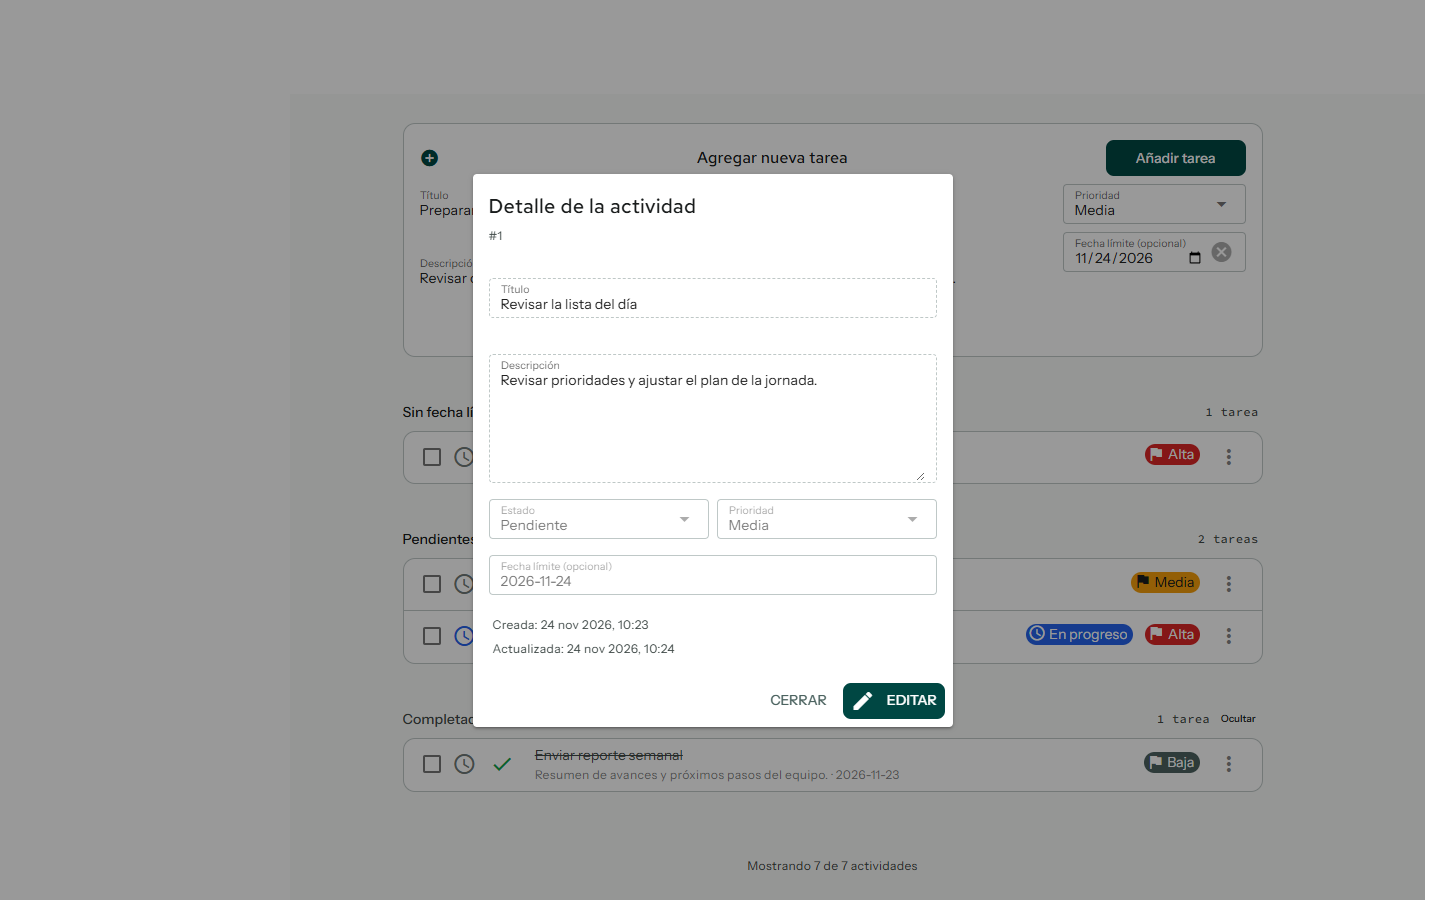 Agregar nueva tarea
Añadir tarea
Título
Prioridad
Media
Fecha límite (opcional)
11/24/2026
Revisar
Detalle de la actividad
#1
Título
Revisar la lista del día
Descripción
Revisar prioridades y ajustar el plan de la jornada.
Estado
Pendiente
Prioridad
Media
Fecha límite (opcional)
2026-11-24
Creada: 24 nov 2026, 10:23
Actualizada: 24 nov 2026, 10:24
CERRAR
EDITAR
Sin fecha
1 tarea
Alta
Pendientes
2 tareas
Media
En progreso
Alta
1 tarea
Ocultar
Enviar reporte semanal
Resumen de avances y próximos pasos del equipo. · 2026-11-23
Baja
Mostrando 7 de 7 actividades